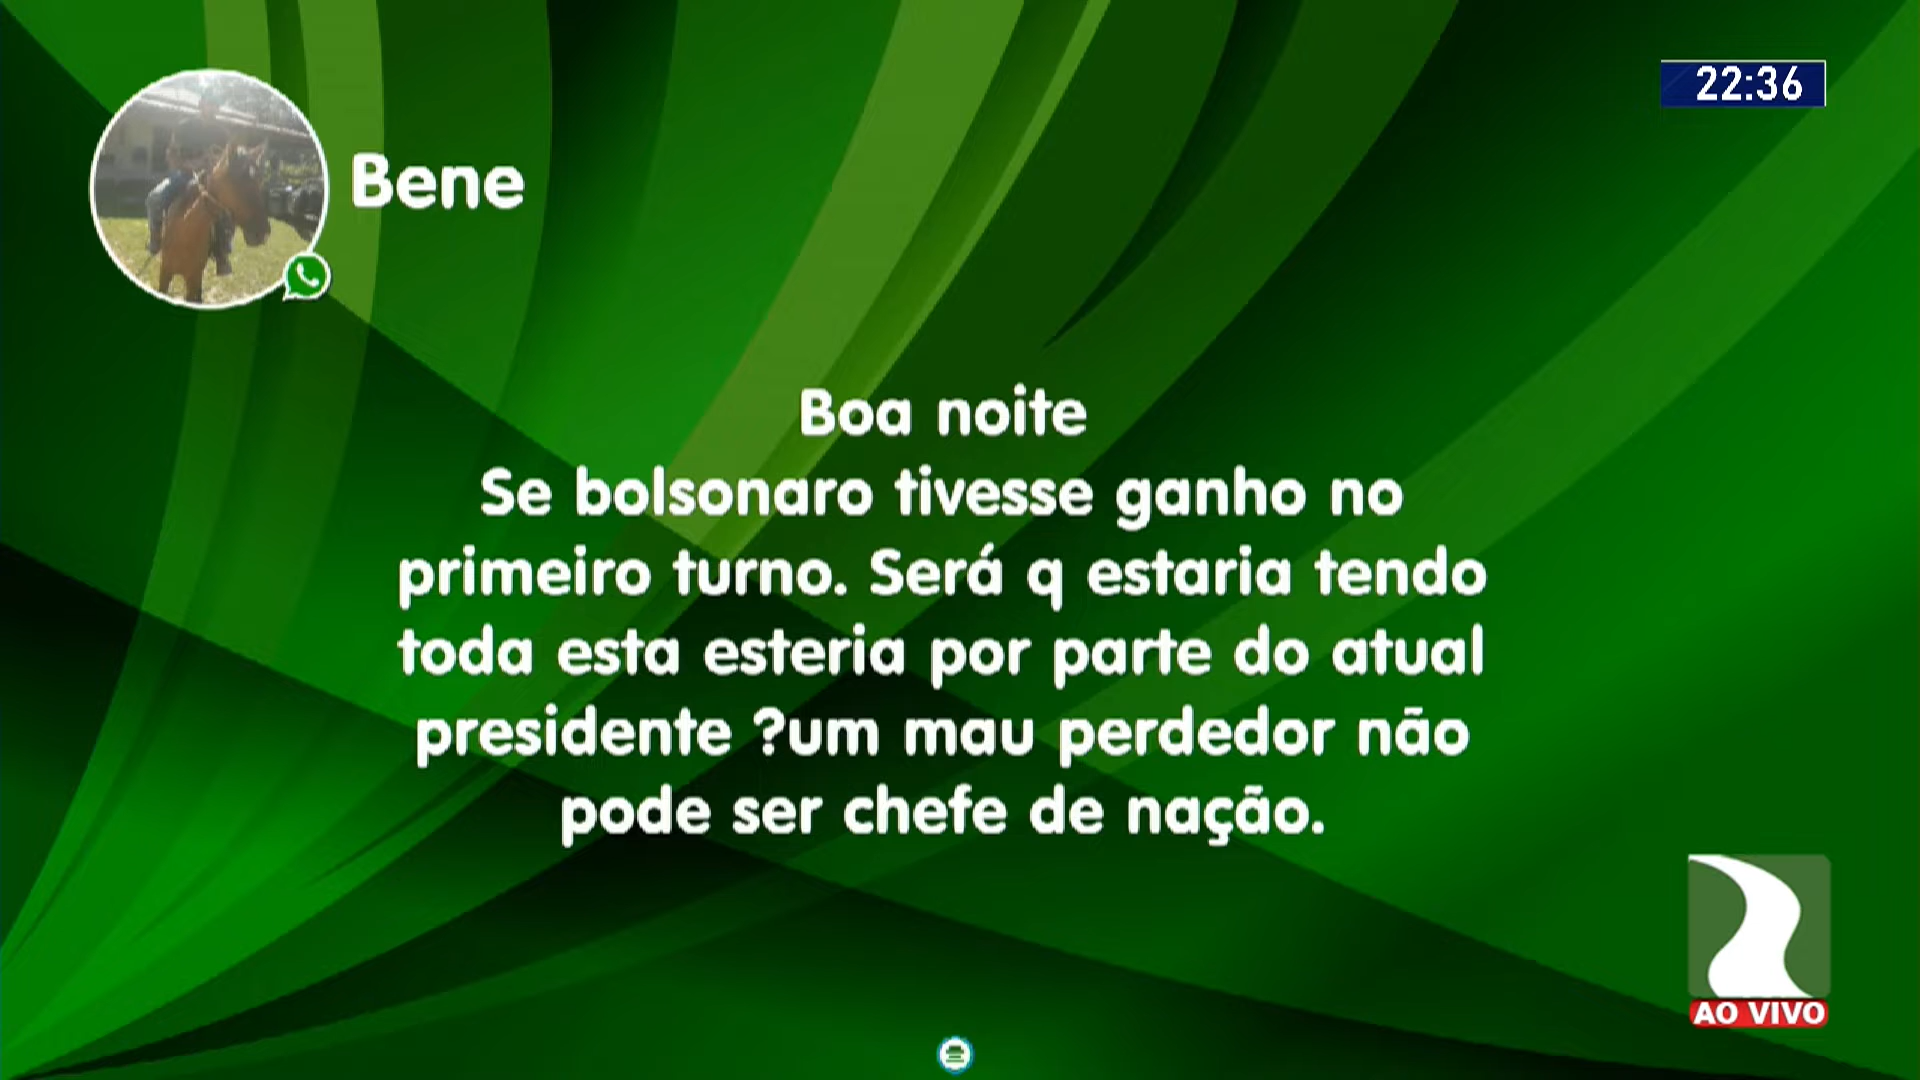 22:36
Bene
Boa noite
Se bolsonaro tivesse ganho no
primeiro turno. Será q estaria tendo
toda esta esteria por parte do atual
presidente ?um mau perdedor não
pode ser chefe de nação.
AO VIVO